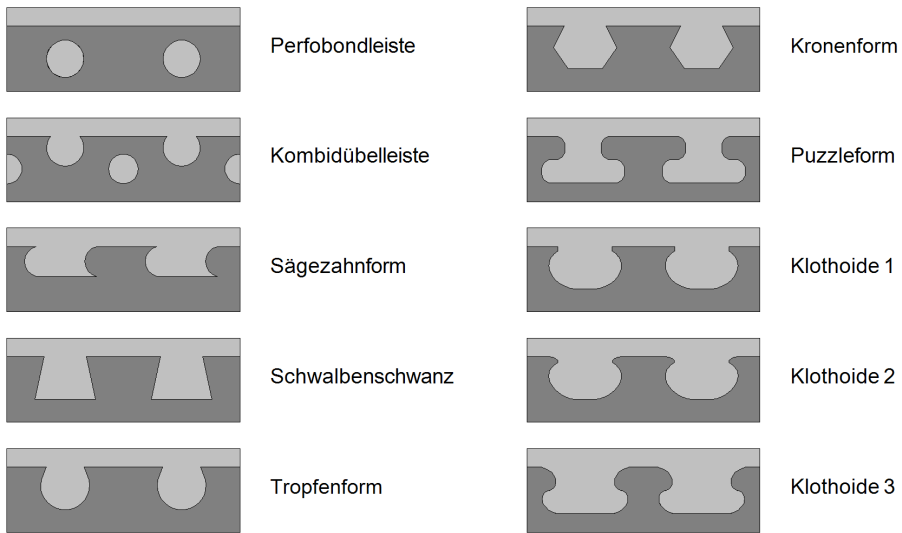 Perfobondleiste
Kombidübelleiste
Sägezahnform
Schwalbenschwanz
Tropfenform
Kronenform
Puzzleform
Klothoide 1
Klothoide 2
Klothoide 3